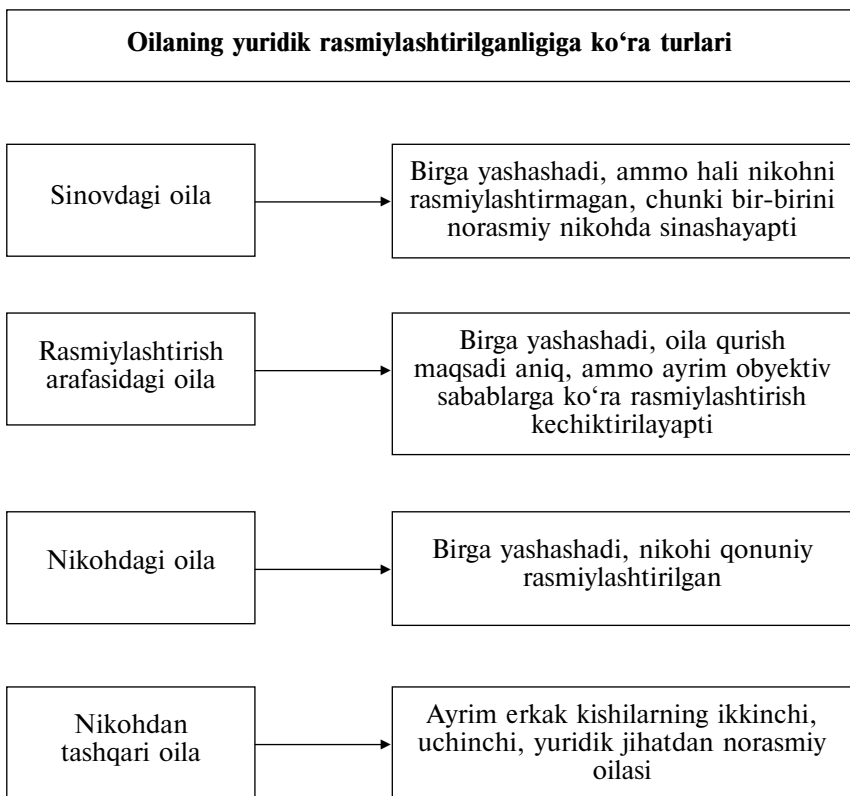 Oilaning yuridik rasmiylashtirilganligiga ko‘ra turlari
Sinovdagi oila
Birga yashashadi, ammo hali nikohni
rasmiylashtirmagan, chunki bir-birini
norasmiy nikohda sinashayapti
Rasmiylashtirish
arafasidagi oila
Birga yashashadi, oila qurish
maqsadi aniq, ammo ayrim obyektiv
sabablarga ko‘ra rasmiylashtirish
kechiktirilayapti
Nikohdagi oila
Birga yashashadi, nikohi qonuniy
rasmiylashtirilgan
Nikohdan
tashqari oila
Ayrim erkak kishilarning ikkinchi,
uchinchi, yuridik jihatdan norasmiy
oilasi